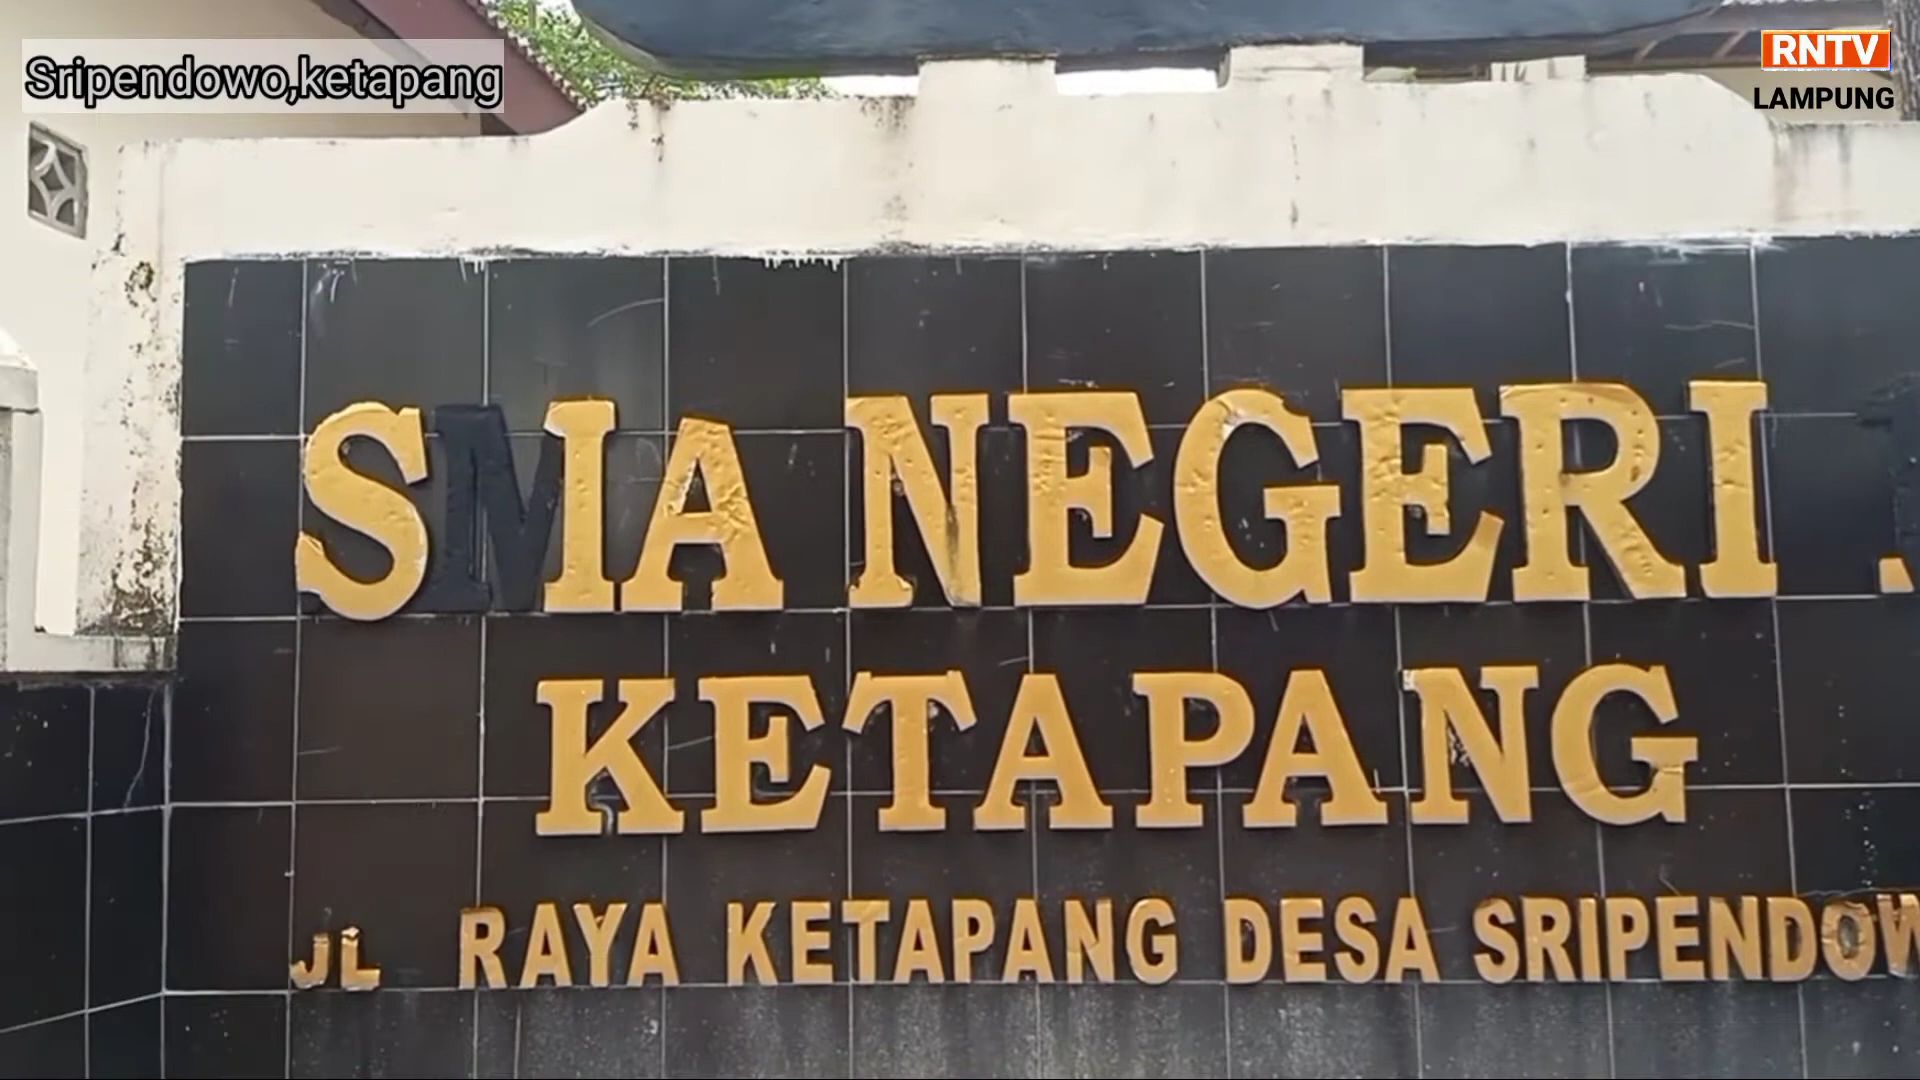 Sripendowo,ketapang
RNTV
LAMPUNG
SMA NEGERI
KETAPANG
JL RAYA KETAPANG DESA SRIPENDOW